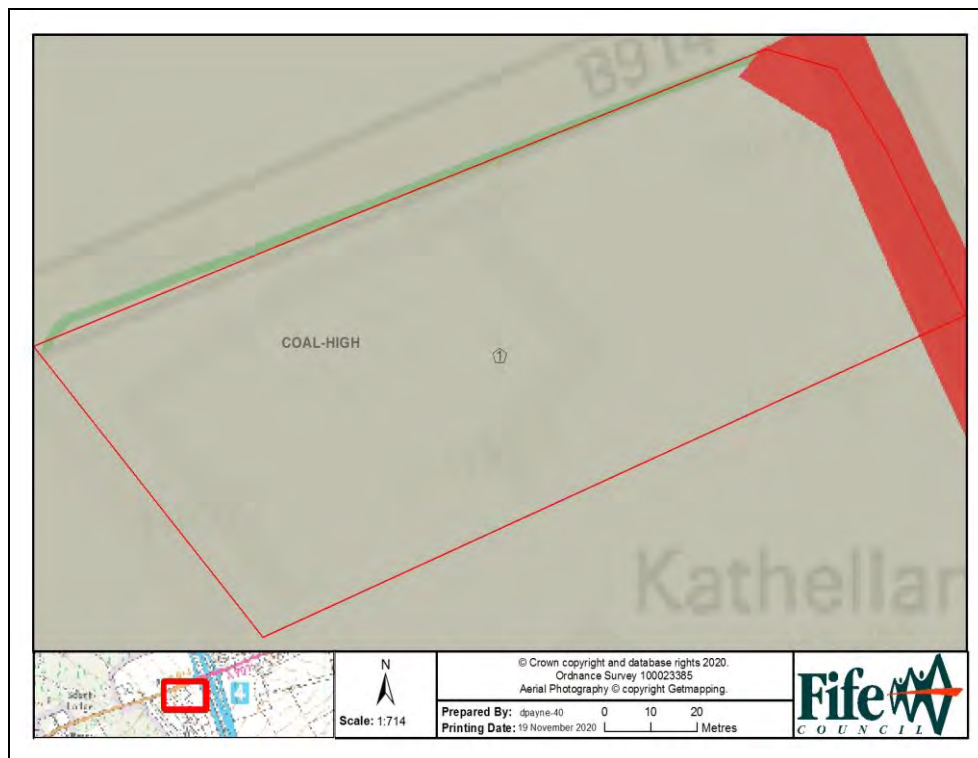 B914
COAL-HIGH
1
Kathellan
4
N
Scale: 1:714
© Crown copyright and database rights 2020.
Ordnance Survey 100023385
Aerial Photography © copyright Getmapping.
Prepared By: dpayne-40
Printing Date: 19 November 2020
0 10 20
Metres
Fife
COUNCIL